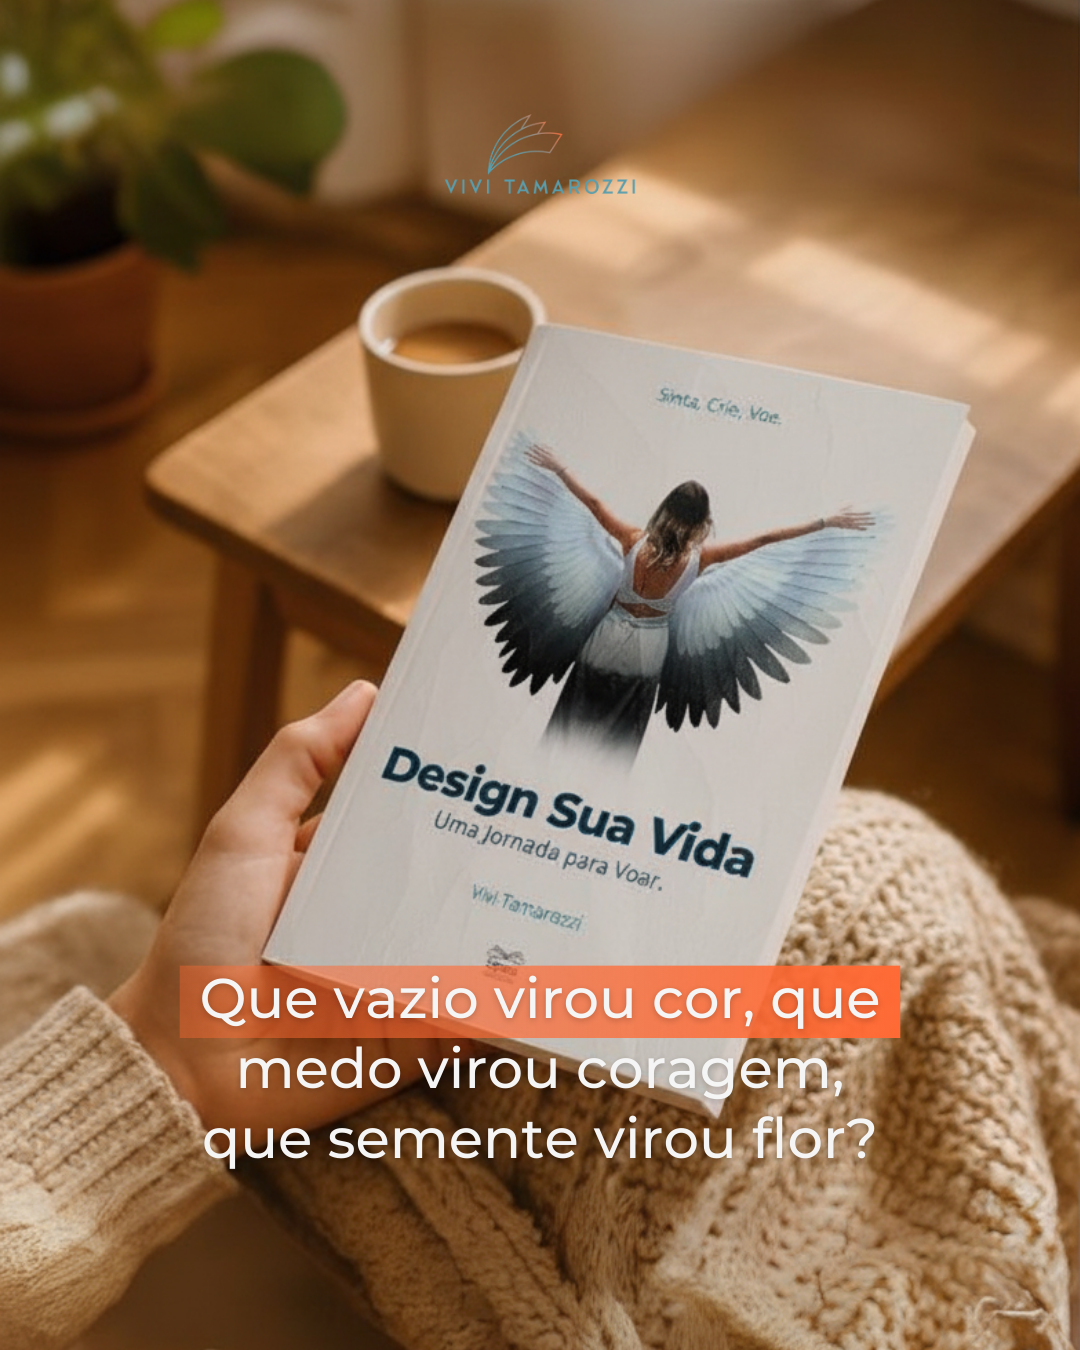 VIVI TAMAROZZI
Sinta, Crie, Voe.
Design Sua Vida
Uma Jornada para Voar.
Vivi Tamarozzi
Que vazio virou cor, que
medo virou coragem,
que semente virou flor?